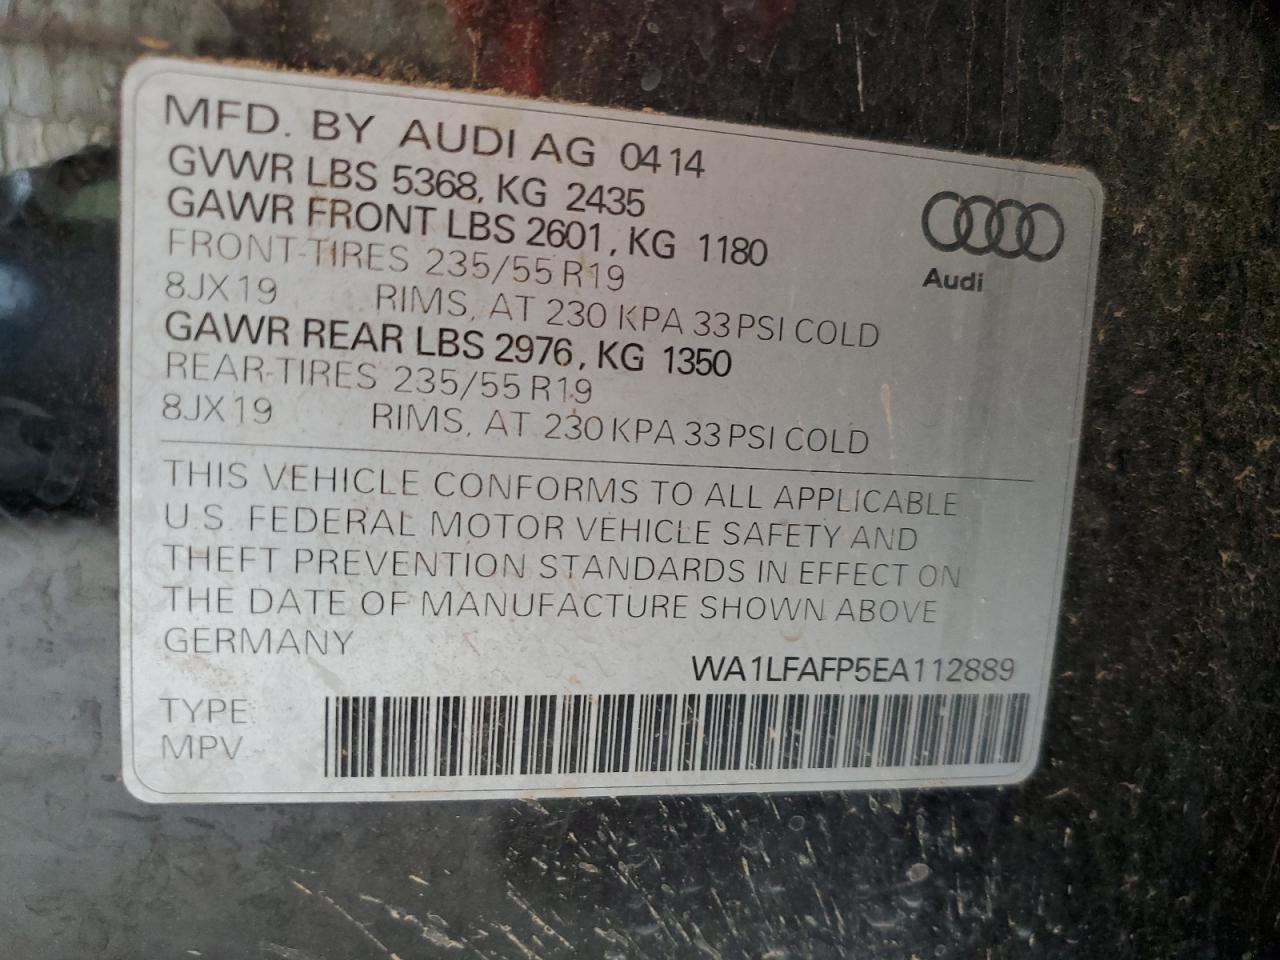 MFD. BY AUDI AG 0414
GVWR LBS 5368, KG 2435
GAWR FRONT LBS 2601, KG 1180
FRONT-TIRES 235/55 R19
8JX19 RIMS, AT 230 KPA 33 PSI COLD
GAWR REAR LBS 2976, KG 1350
REAR-TIRES 235/55 R19
8JX19 RIMS, AT 230 KPA 33 PSI COLD
Audi
THIS VEHICLE CONFORMS TO ALL APPLICABLE
U.S. FEDERAL MOTOR VEHICLE SAFETY AND
THEFT PREVENTION STANDARDS IN EFFECT ON
THE DATE OF MANUFACTURE SHOWN ABOVE
GERMANY
WA1LFAFP5EA112889
TYPE:
MPV